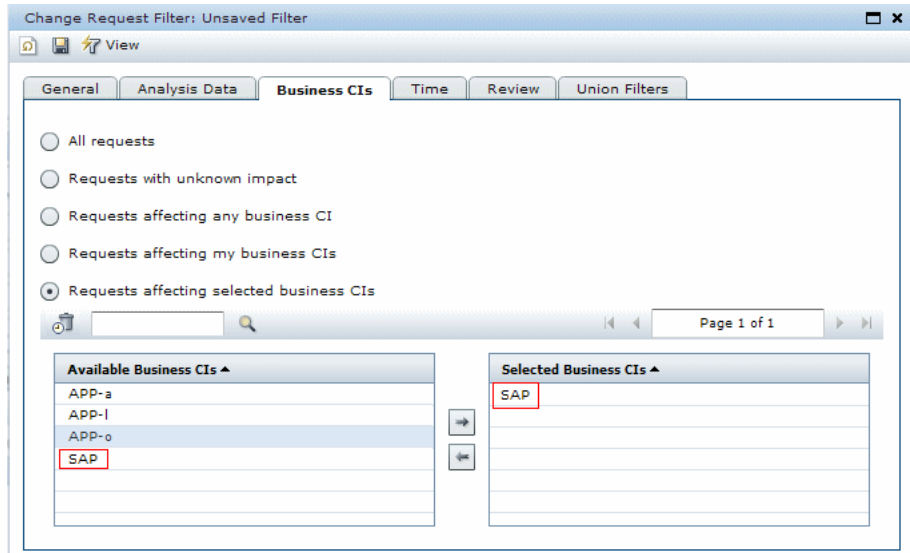 Change Request Filter: Unsaved Filter
View
General Analysis Data Business CIs Time Review Union Filters
All requests
Requests with unknown impact
Requests affecting any business CI
Requests affecting my business CIs
Requests affecting selected business CIs
Page 1 of 1
Available Business CIs Selected Business CIs
APP-a SAP
APP-l
APP-o
SAP